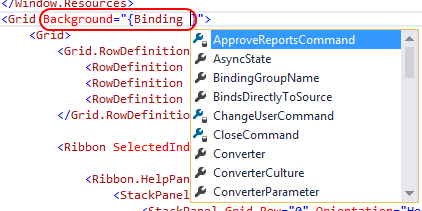 </Window.Resources>
<Grid Background="{Binding }">
<Grid>
<Grid.RowDefinition
<RowDefinition
<RowDefinition
<RowDefinition
</Grid.RowDefinition
<Ribbon SelectedInd
<Ribbon.HelpPan
<StackPanel
<StackPanel Grid.Row="0" Orientation="Ho
ApproveReportsCommand
AsyncState
BindingGroupName
BindsDirectlyToSource
ChangeUserCommand
CloseCommand
Converter
ConverterCulture
ConverterParameter